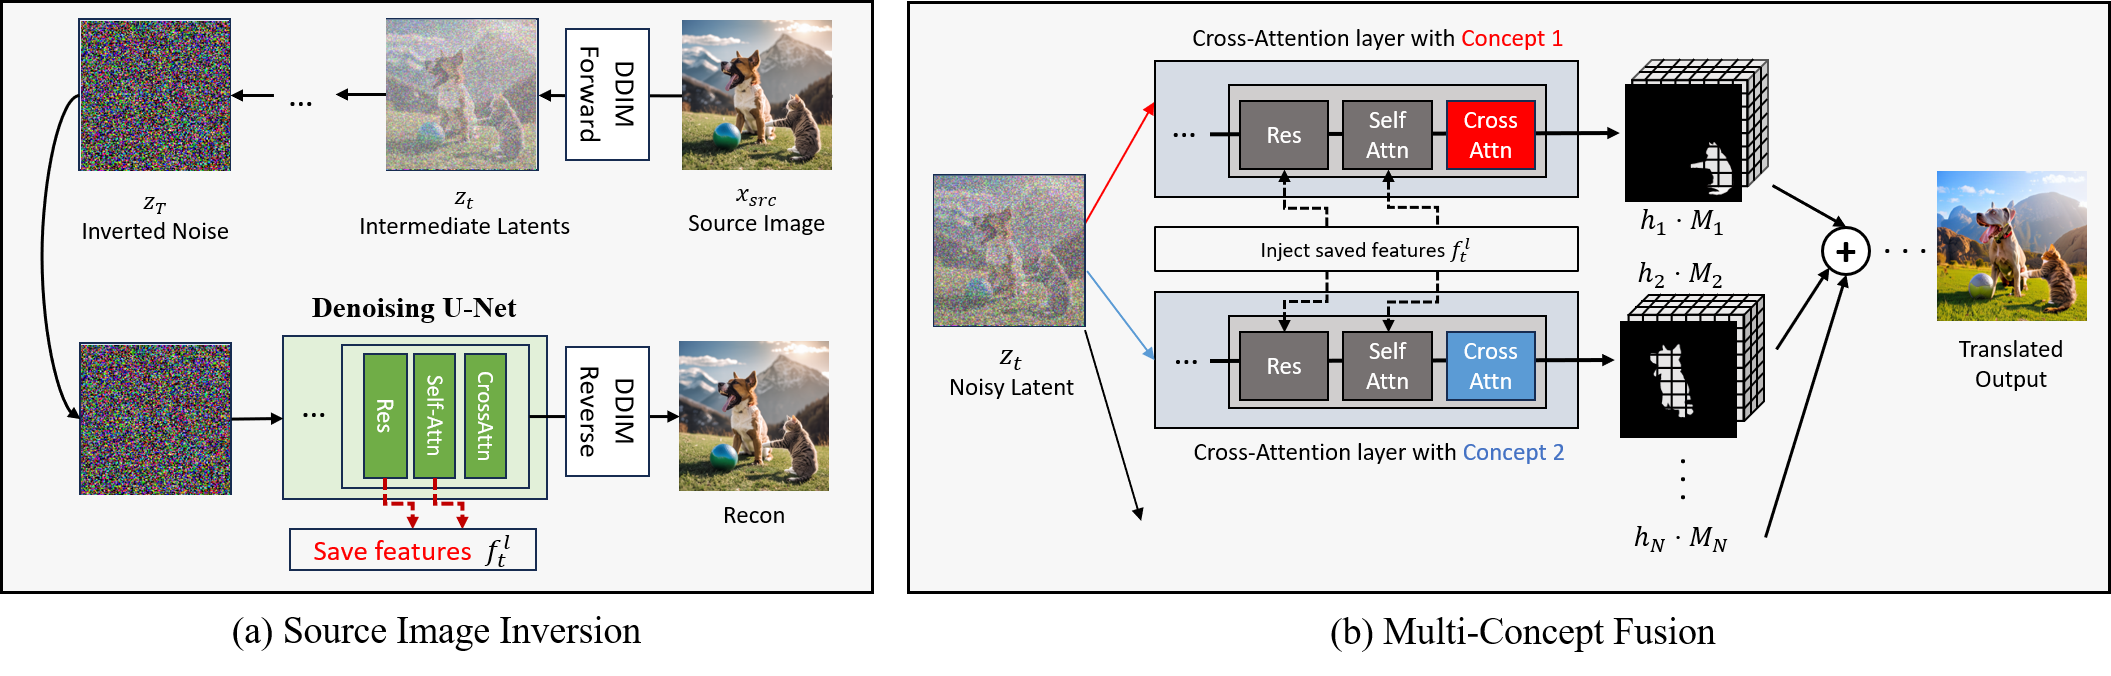 DDIM
Forward
...
z_T
Inverted Noise
z_t
Intermediate Latents
x_{src}
Source Image
Denoising U-Net
...
Res
Self-Attn
CrossAttn
DDIM
Reverse
Recon
Save features f_t^l
(a) Source Image Inversion
Cross-Attention layer with Concept 1
...
Res
Self
Attn
Cross
Attn
h_1 · M_1
Inject saved features f_t^l
h_2 · M_2
z_t
Noisy Latent
...
Res
Self
Attn
Cross
Attn
+
· · ·
Translated
Output
Cross-Attention layer with Concept 2
h_N · M_N
(b) Multi-Concept Fusion